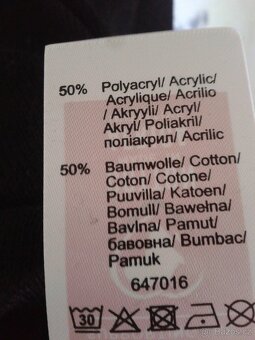 50% Polyacryl/ Acrylic/
Acrylique/ Acrilio
/ Akryyli/ Acryl/
Akryl/ Poliakril/
поліакрил/ Acrilic
50% Baumwolle/ Cotton/
Coton/ Cotone/
Puuvilla/ Katoen/
Bomull/ Bawełna/
Bavlna/ Pamut/
бавовна/ Bumbac/
Pamuk
647016
30